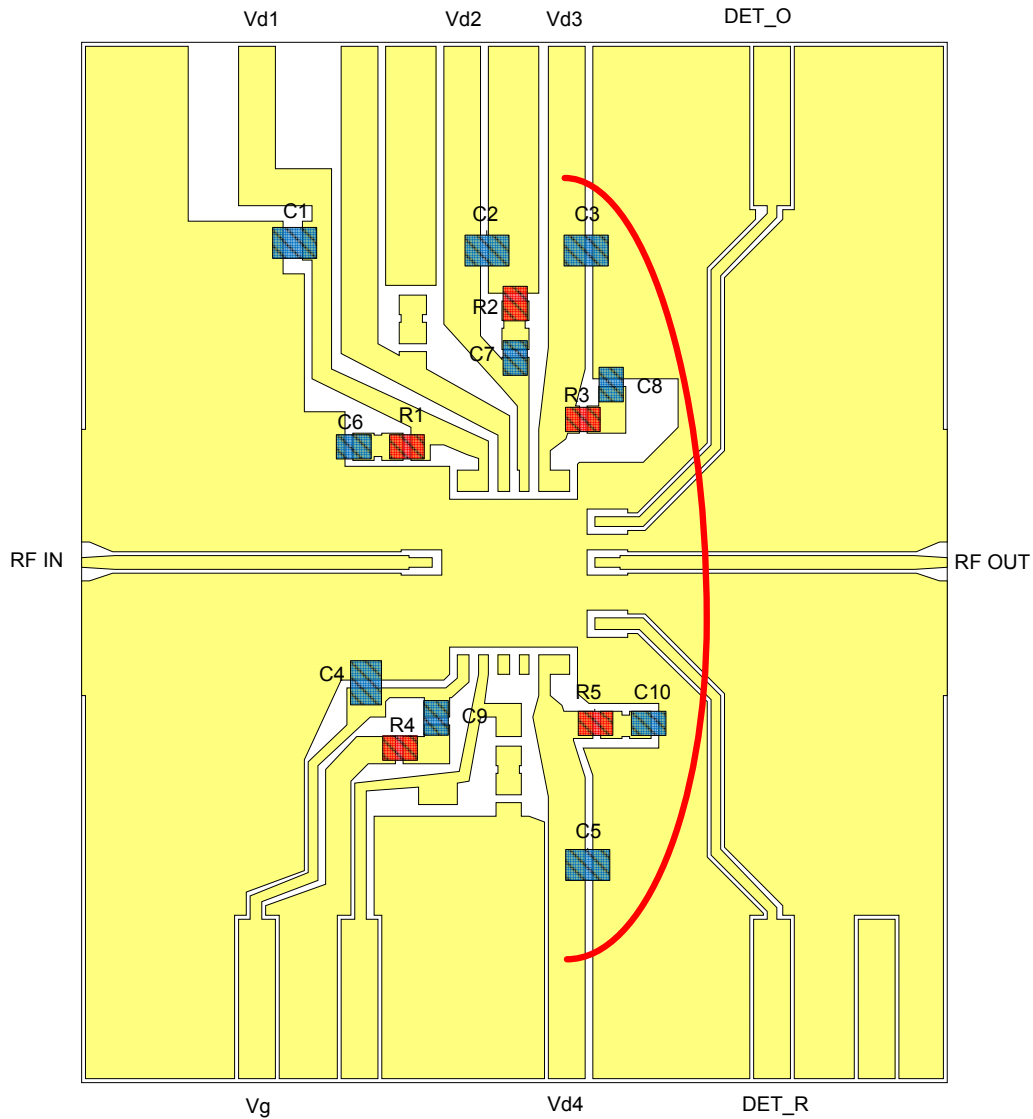 Vd1 Vd2 Vd3 DET_O
C1 C2 C3
R2
C7
C8
R3
C6 R1
RF IN RF OUT
C4
R5 C10
C9
R4
C5
Vg Vd4 DET_R